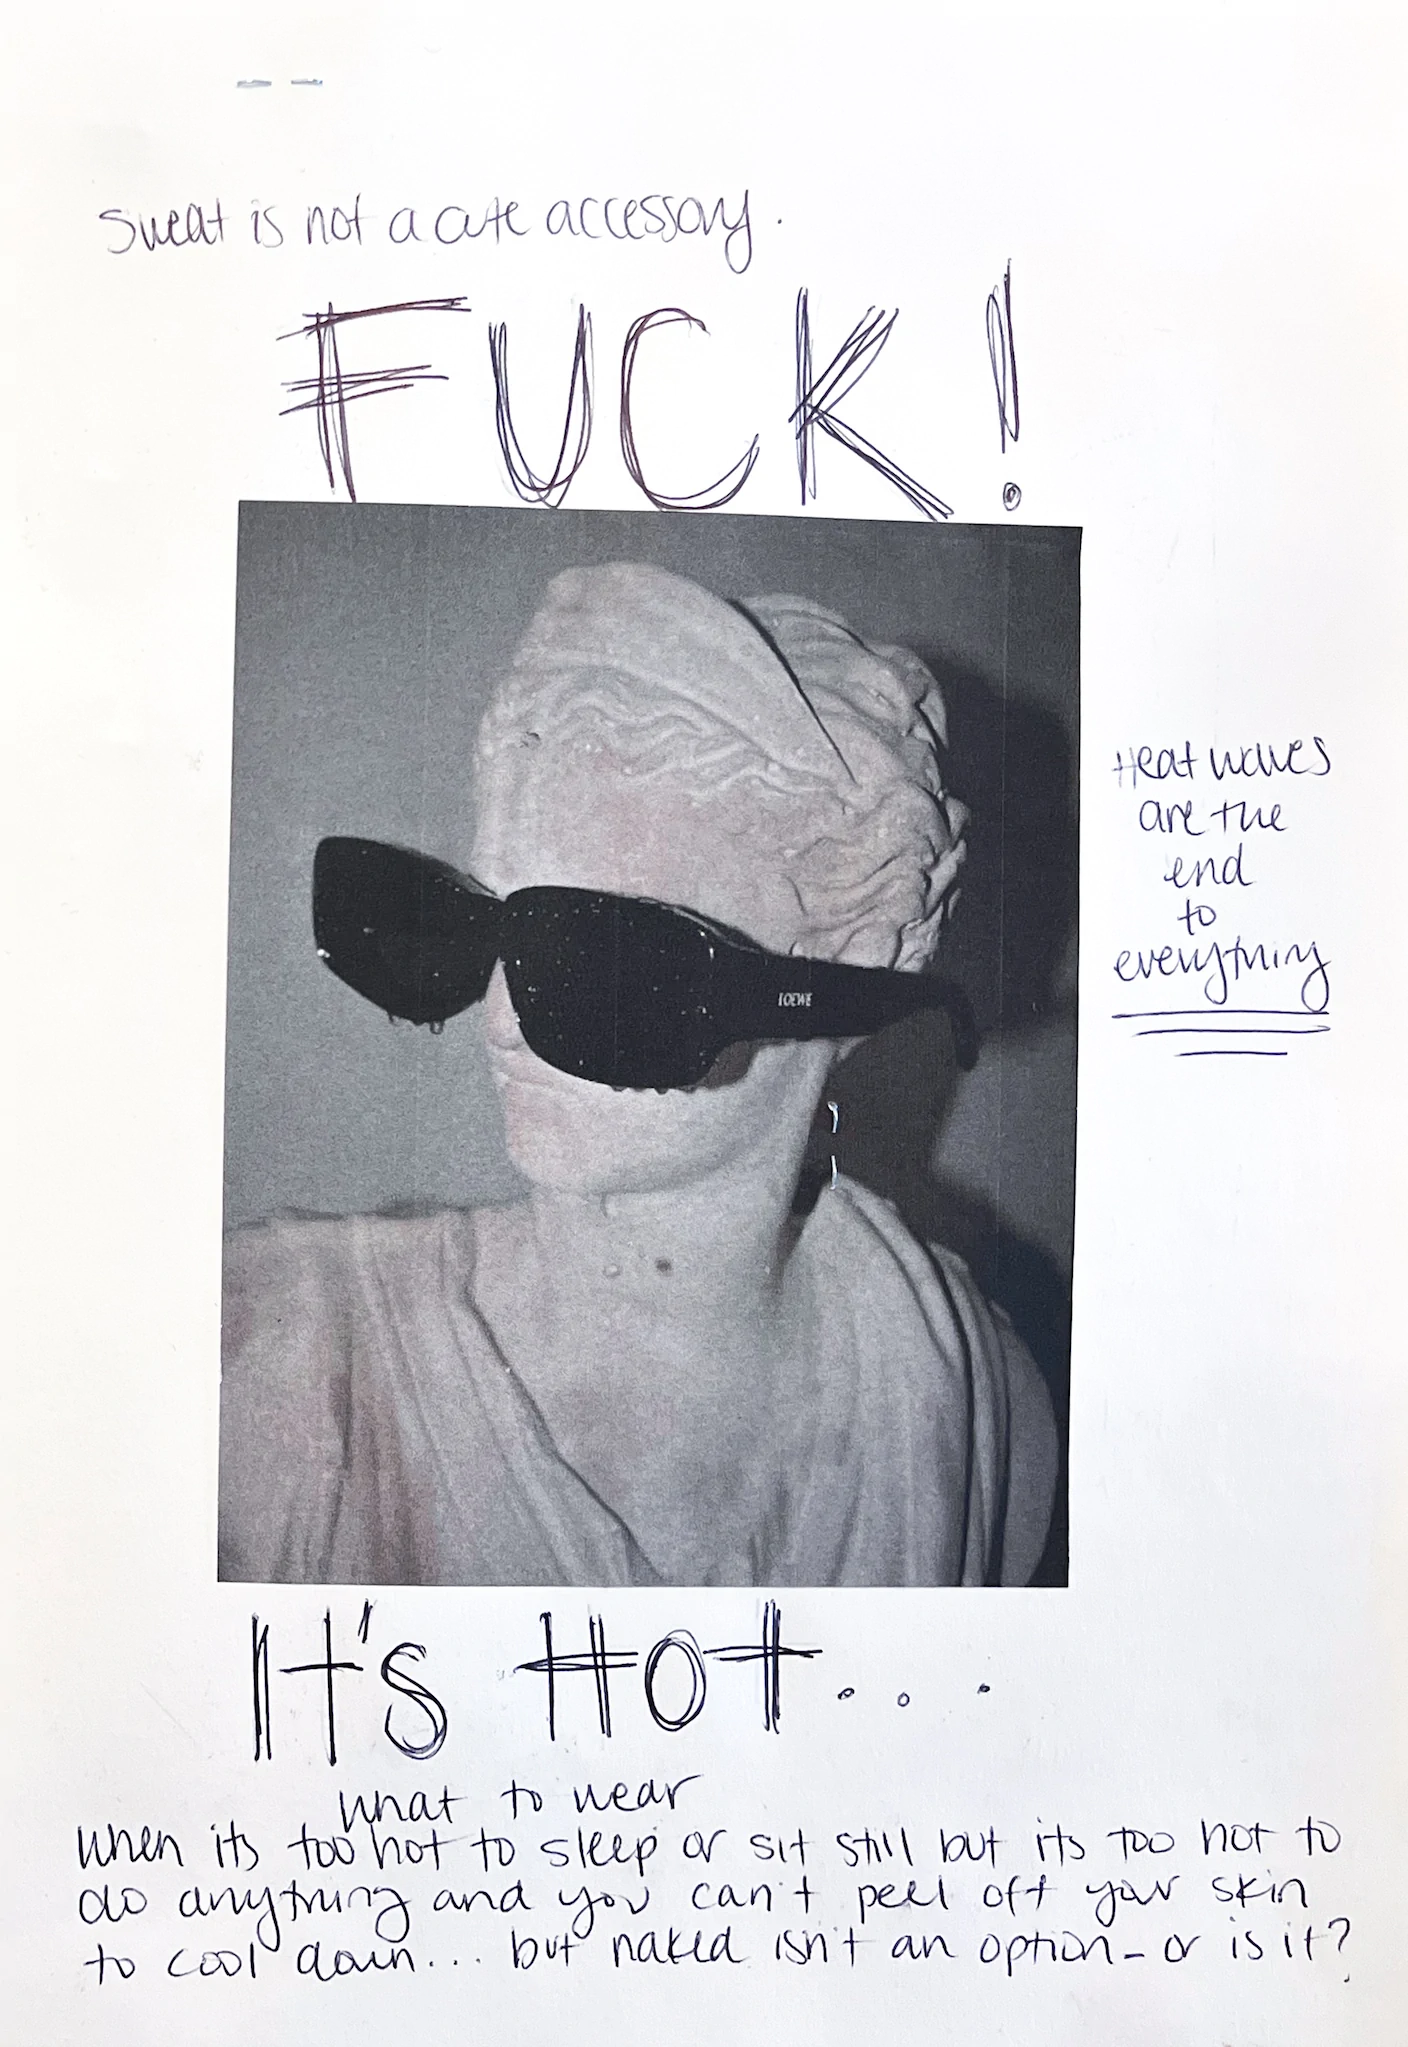 Sweat is not a cute accessory.
FUCK!
LOEWE
Heat waves
are the
end
to
everything
It's Hot...
what to wear
when its too hot to sleep or sit still but its too hot to
do anything and you can't peel off your skin
to cool down... but naked isn't an option - or is it?